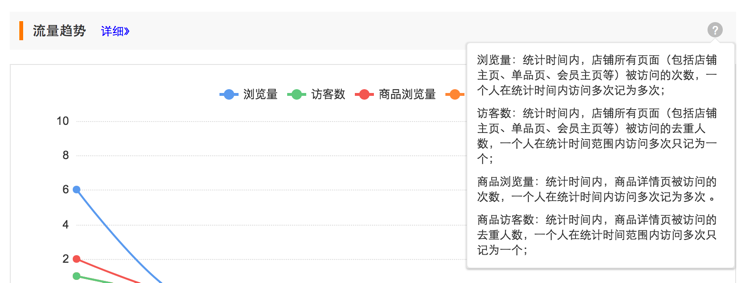 流量趋势 详细》
?
浏览量 访客数 商品浏览量
10
8
6
4
2
浏览量：统计时间内，店铺所有页面（包括店铺
主页、单品页、会员主页等）被访问的次数，一
个人在统计时间内访问多次记为多次；
访客数：统计时间内，店铺所有页面（包括店铺
主页、单品页、会员主页等）被访问的去重人
数，一个人在统计时间范围内访问多次只记为一
个；
商品浏览量：统计时间内，商品详情页被访问的
次数，一个人在统计时间内访问多次记为多次 。
商品访客数：统计时间内，商品详情页被访问的
去重人数，一个人在统计时间范围内访问多次只
记为一个；